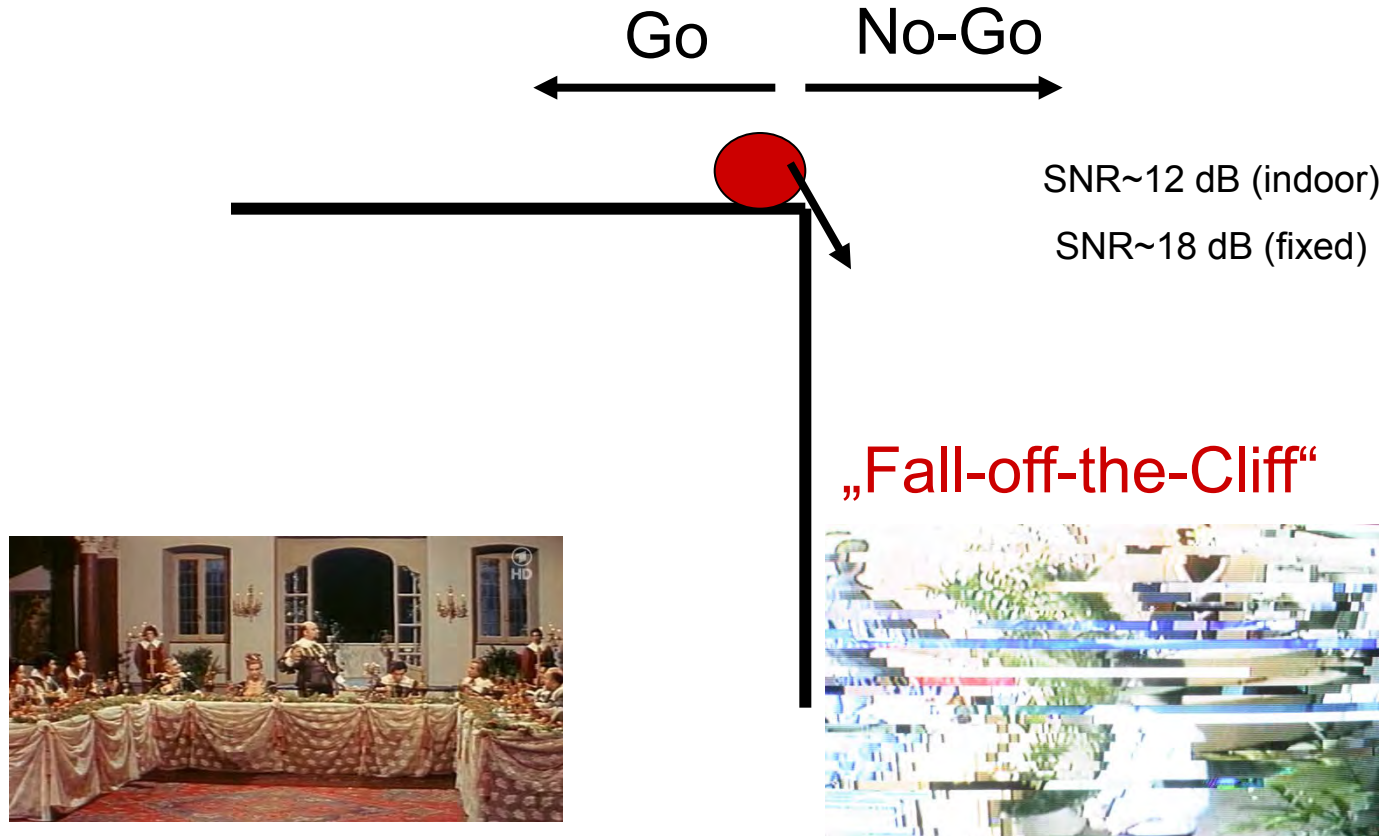 Go
No-Go
SNR~12 dB (indoor)
SNR~18 dB (fixed)
„Fall-off-the-Cliff“
HD